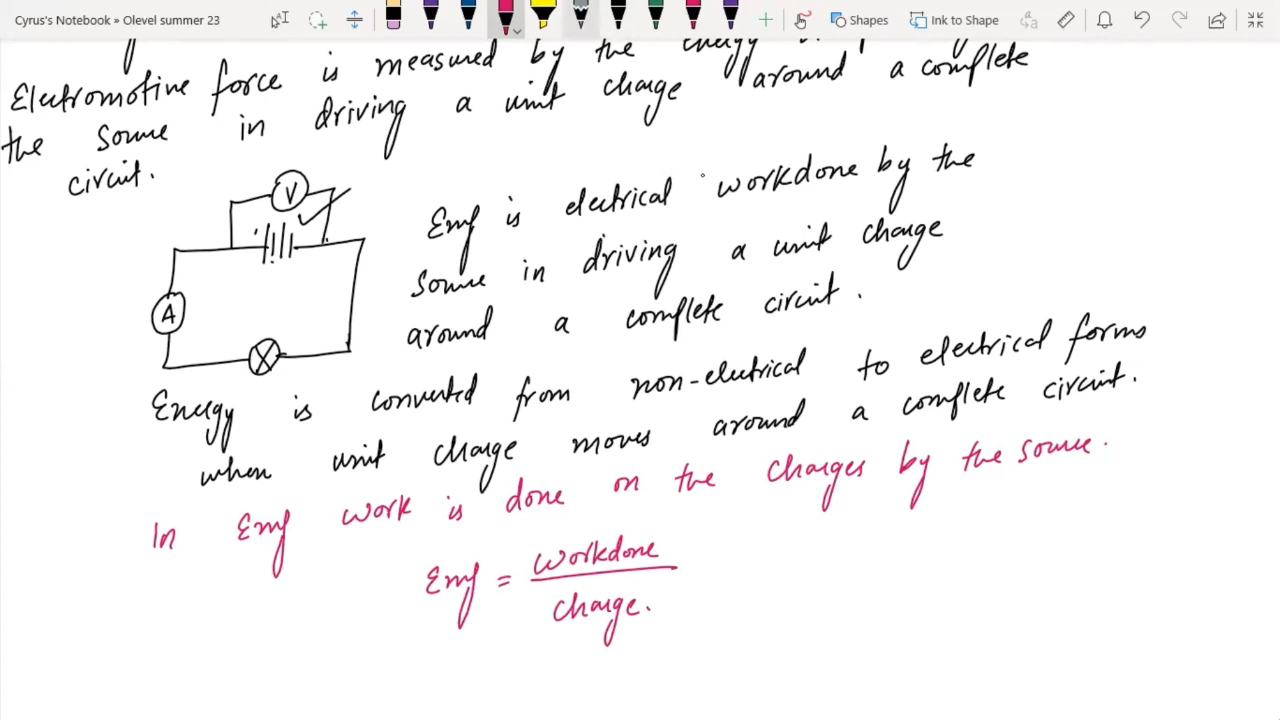 Cyrus's Notebook » Olevel summer 23
Shapes
Ink to Shape
Electromotive force is measured by the energy
the source in driving a unit charge around a complete
circuit.
V
A
Emf is electrical workdone by the
source in driving a unit charge
around a complete circuit.
Energy is converted from non-electrical to electrical forms
when unit charge moves around a complete circuit.
In Emf work is done on the charges by the source.
Emf = workdone
charge.